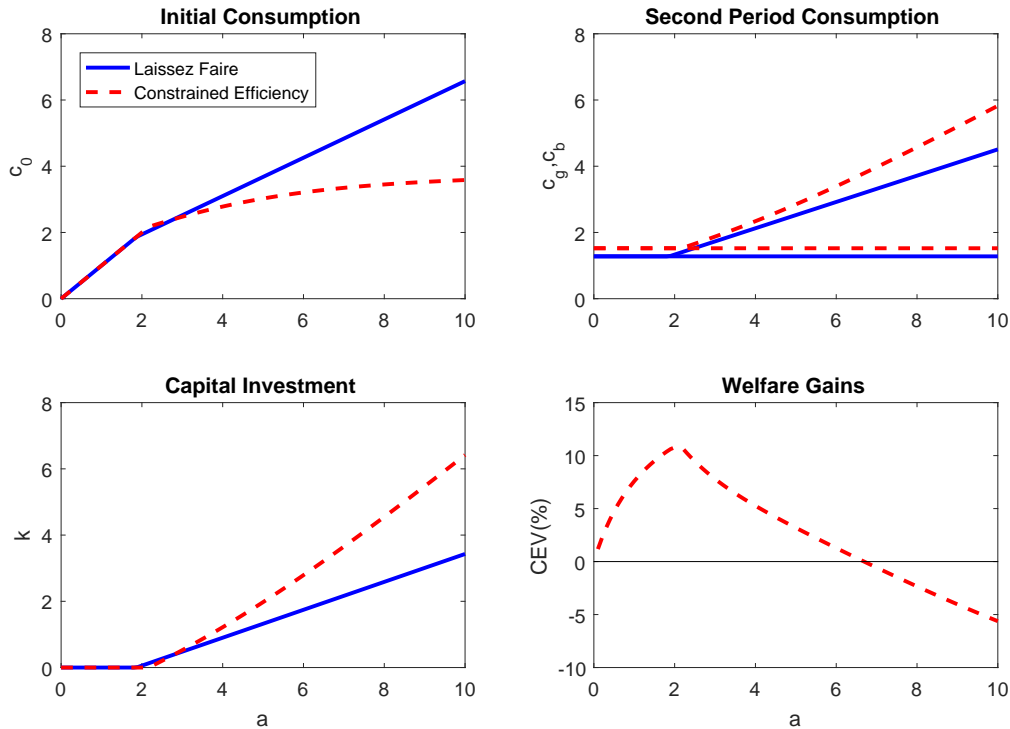 Initial Consumption
8
6
4
2
0
c0
0 2 4 6 8 10
Laissez Faire
Constrained Efficiency
Second Period Consumption
8
6
4
2
0
cg,cb
0 2 4 6 8 10
Capital Investment
8
6
4
2
0
k
0 2 4 6 8 10
a
Welfare Gains
15
10
5
0
-5
-10
CEV(%)
0 2 4 6 8 10
a